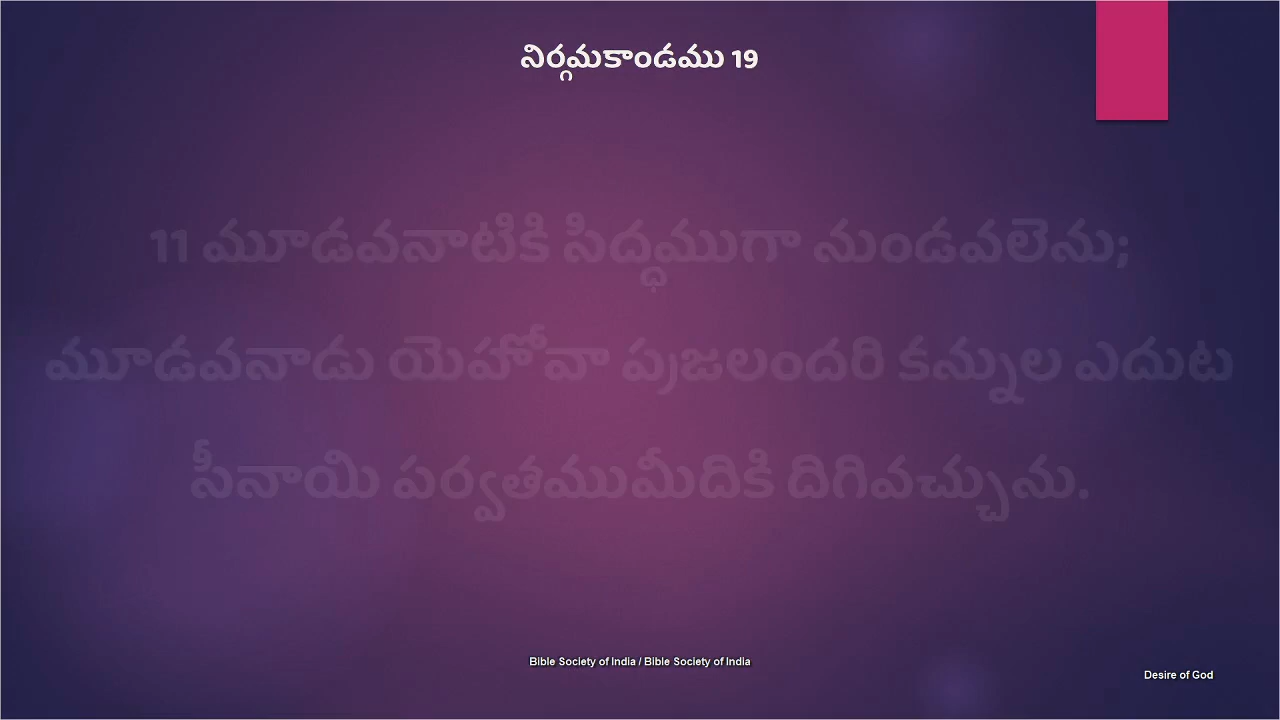 నిర్గమకాండము 19
11 మూడవనాటికి సిద్ధముగా నుండవలెను;
మూడవనాడు యెహోవా ప్రజలందరి కన్నుల ఎదుట
సీనాయి పర్వతముమీదికి దిగివచ్చును.
Bible Society of India / Bible Society of India
Desire of God